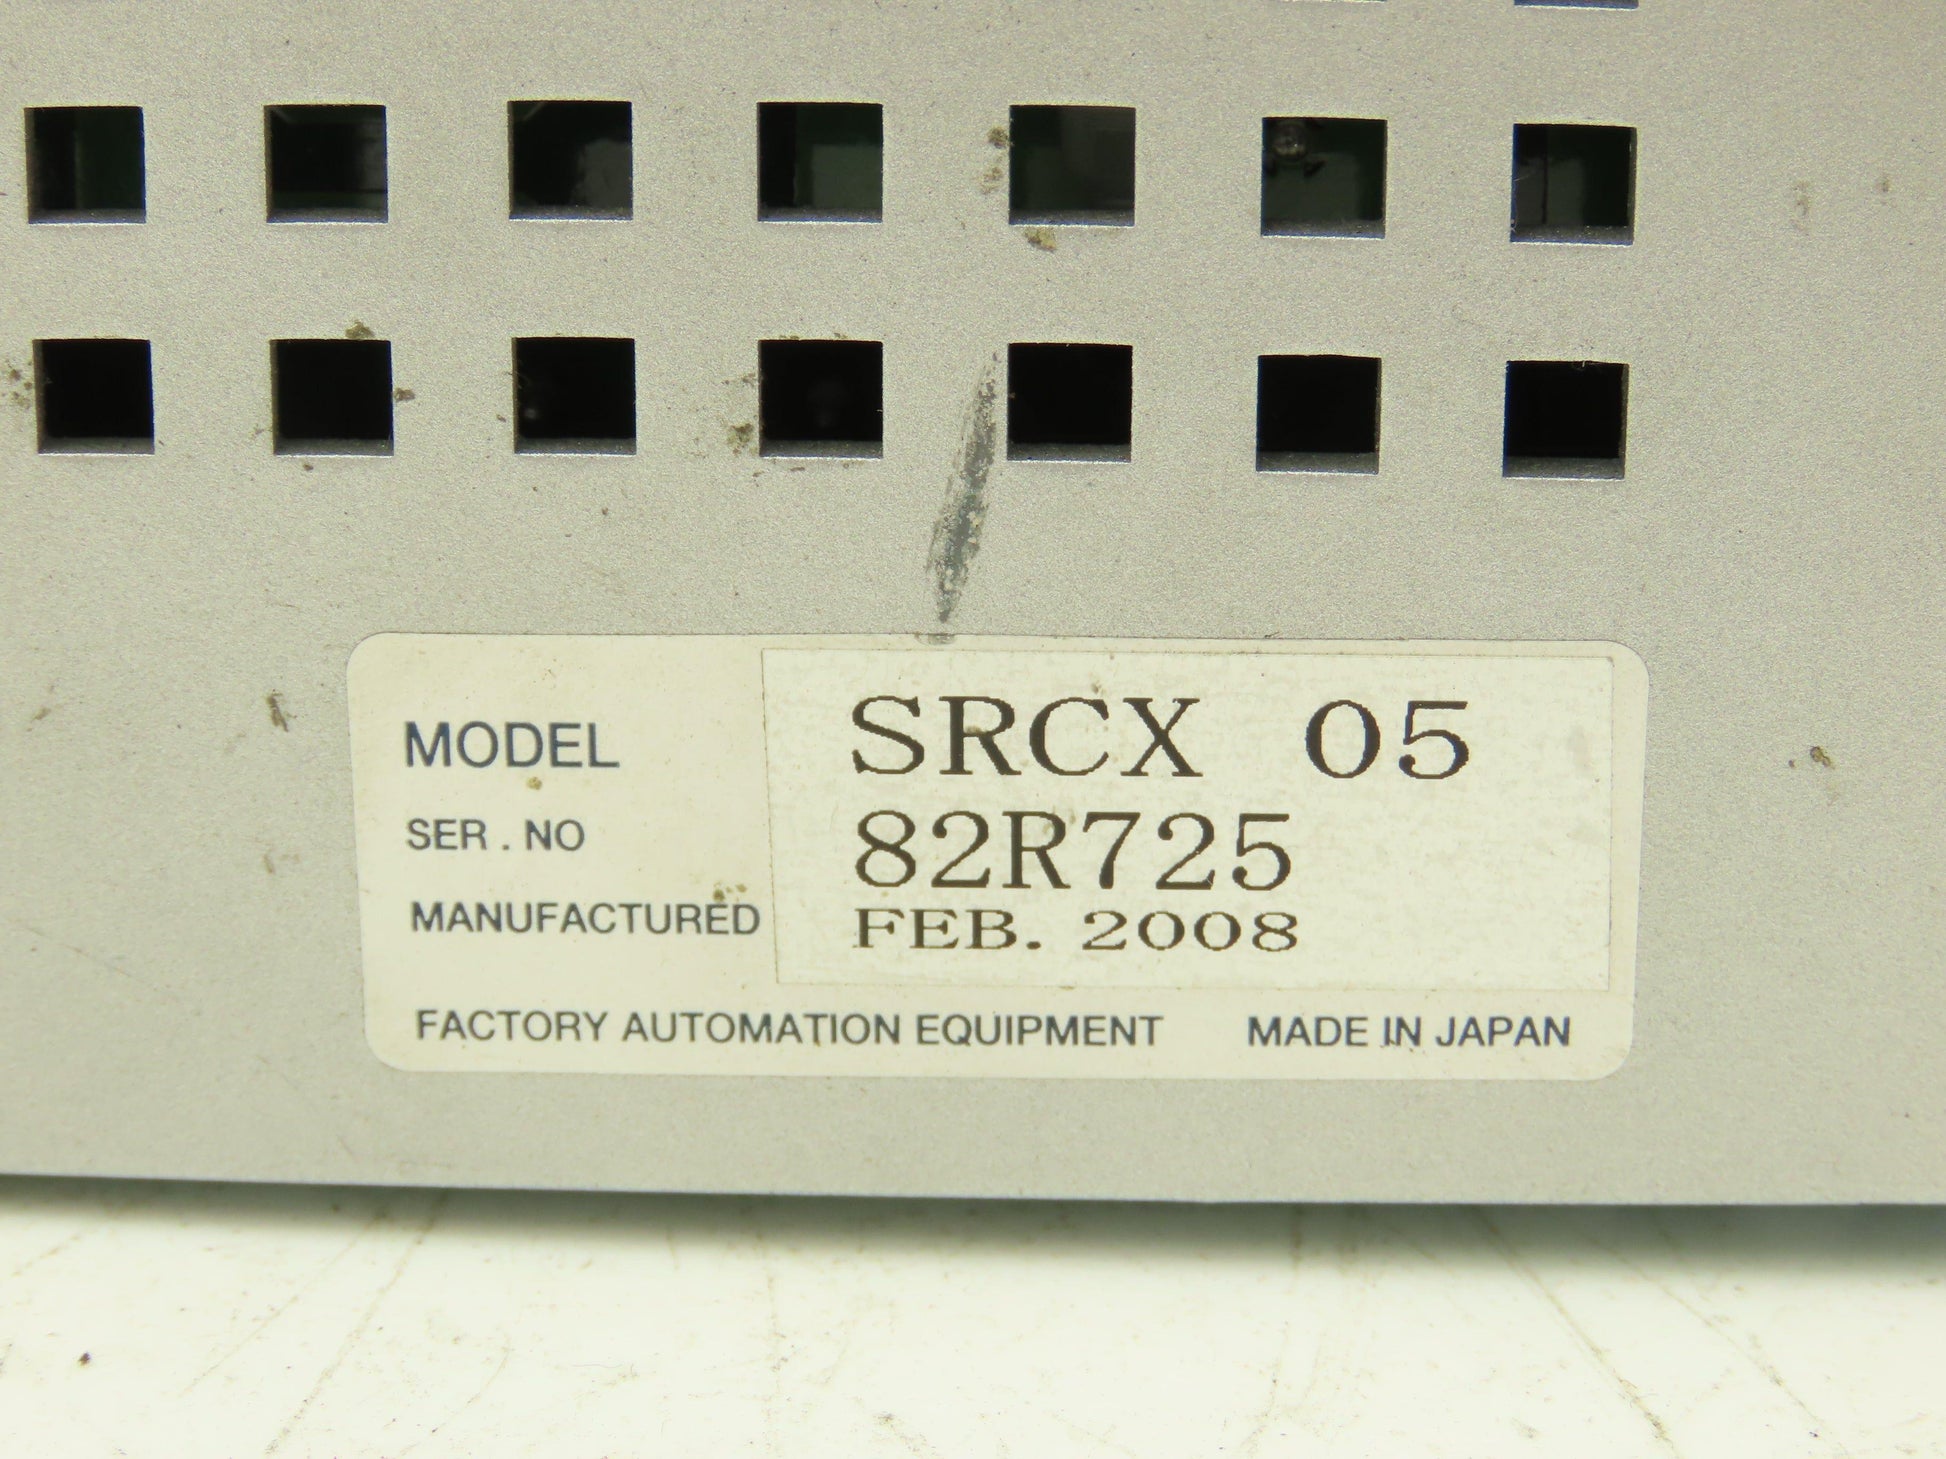 MODEL SRCX 05
SER . NO 82R725
MANUFACTURED FEB. 2008
FACTORY AUTOMATION EQUIPMENT MADE IN JAPAN